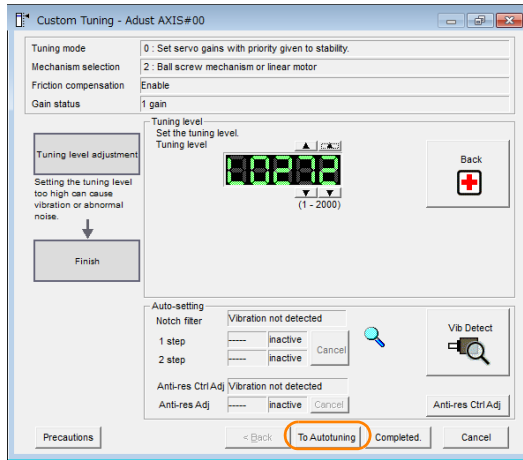 Custom Tuning - Adust AXIS#00
Tuning mode
0 : Set servo gains with priority given to stability.
Mechanism selection
2 : Ball screw mechanism or linear motor
Friction compensation
Enable
Gain status
1 gain
Tuning level adjustment
Setting the tuning level
too high can cause
vibration or abnormal
noise.
Finish
Tuning level
Set the tuning level.
Tuning level
L0272
(1 - 2000)
Back
Auto-setting
Notch filter
Vibration not detected
1 step
-----
inactive
2 step
-----
inactive
Cancel
Anti-res Ctrl Adj
Vibration not detected
Anti-res Adj
-----
inactive
Cancel
Vib Detect
Anti-res Ctrl Adj
Precautions
< Back
To Autotuning
Completed.
Cancel